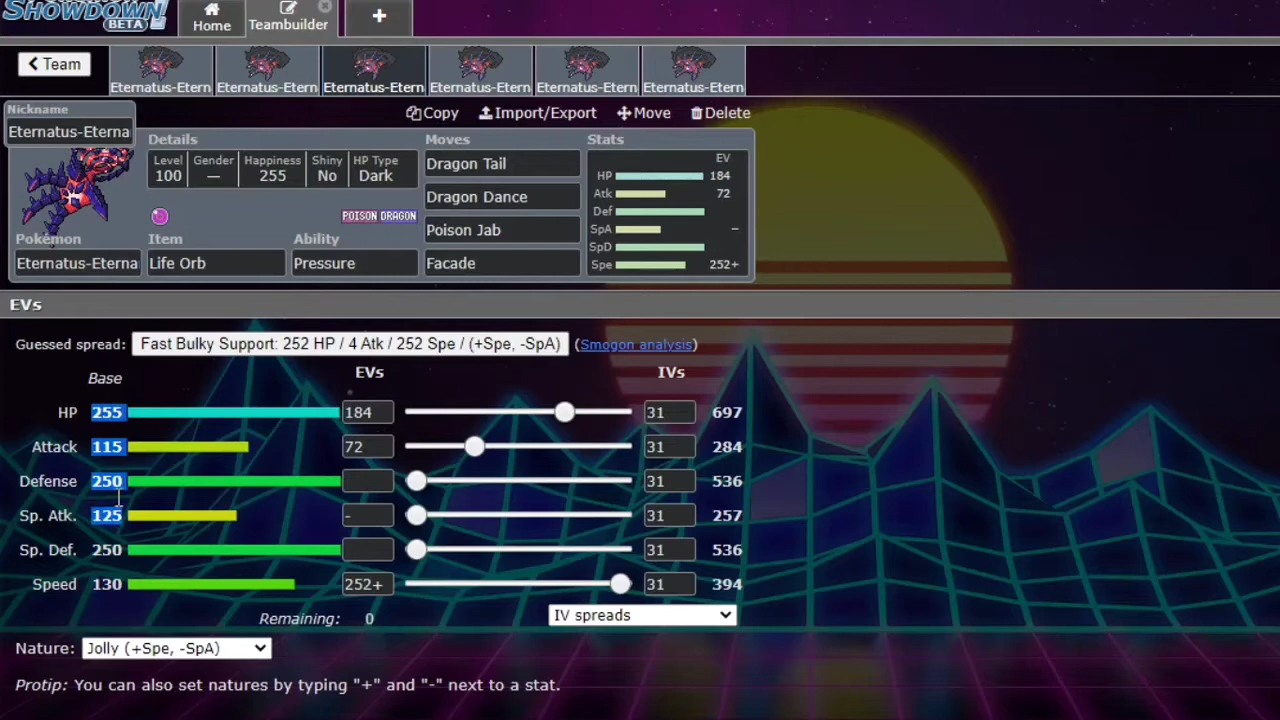 SHOWDOWN
BETA
Home
Teambuilder
+
Team
Eternatus-Etern Eternatus-Etern Eternatus-Etern Eternatus-Etern Eternatus-Etern Eternatus-Etern
Copy Import/Export Move Delete
Nickname
Eternatus-Eterna
Details
Level Gender Happiness Shiny HP Type
100 — 255 No Dark
POISON DRAGON
Pokémon Item Ability
Eternatus-Eterna Life Orb Pressure
Moves
Dragon Tail
Dragon Dance
Poison Jab
Facade
Stats
EV
HP 184
Atk 72
Def
SpA –
SpD
Spe 252+
EVs
Guessed spread: Fast Bulky Support: 252 HP / 4 Atk / 252 Spe / (+Spe, -SpA) (Smogon analysis)
Base EVs IVs
HP 255 184 31 697
Attack 115 72 31 284
Defense 250 31 536
Sp. Atk. 125 - 31 257
Sp. Def. 250 31 536
Speed 130 252+ 31 394
Remaining: 0 IV spreads
Nature: Jolly (+Spe, -SpA)
Protip: You can also set natures by typing "+" and "-" next to a stat.